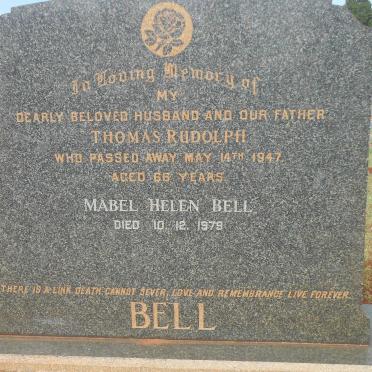 In Loving Memory of
MY
DEARLY BELOVED HUSBAND AND OUR FATHER
THOMAS RUDOLPH
WHO PASSED AWAY MAY 14TH 1947
AGED 66 YEARS
MABEL HELEN BELL
DIED 10.12.1979
THERE IS A LINK DEATH CANNOT SEVER, LOVE AND REMEMBRANCE LIVE FOREVER.
BELL